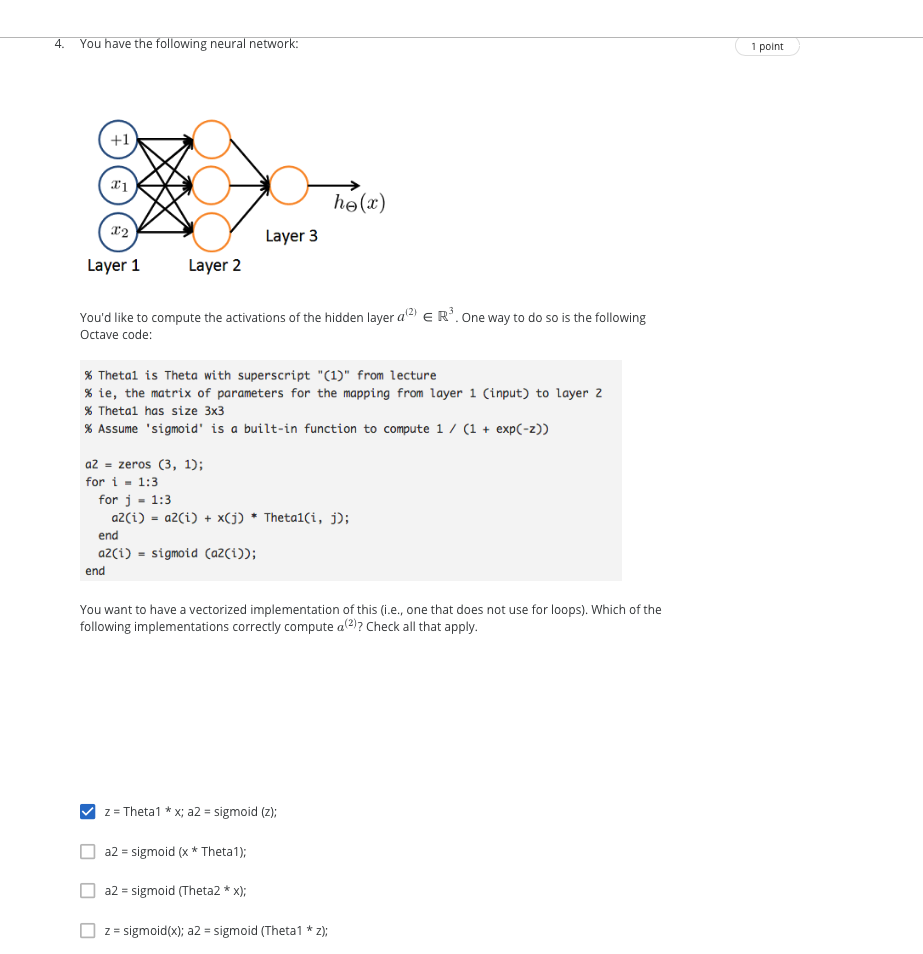 4. You have the following neural network:
1 point
+1
x1
x2
hΘ(x)
Layer 3
Layer 1 Layer 2
You'd like to compute the activations of the hidden layer a⁽²⁾ ∈ ℝ³. One way to do so is the following
Octave code:
% Theta1 is Theta with superscript "(1)" from lecture
% ie, the matrix of parameters for the mapping from layer 1 (input) to layer 2
% Theta1 has size 3x3
% Assume 'sigmoid' is a built-in function to compute 1 / (1 + exp(-z))
a2 = zeros (3, 1);
for i = 1:3
for j = 1:3
a2(i) = a2(i) + x(j) * Theta1(i, j);
end
a2(i) = sigmoid (a2(i));
end
You want to have a vectorized implementation of this (i.e., one that does not use for loops). Which of the
following implementations correctly compute a⁽²⁾? Check all that apply.
z = Theta1 * x; a2 = sigmoid (z);
a2 = sigmoid (x * Theta1);
a2 = sigmoid (Theta2 * x);
z = sigmoid(x); a2 = sigmoid (Theta1 * z);